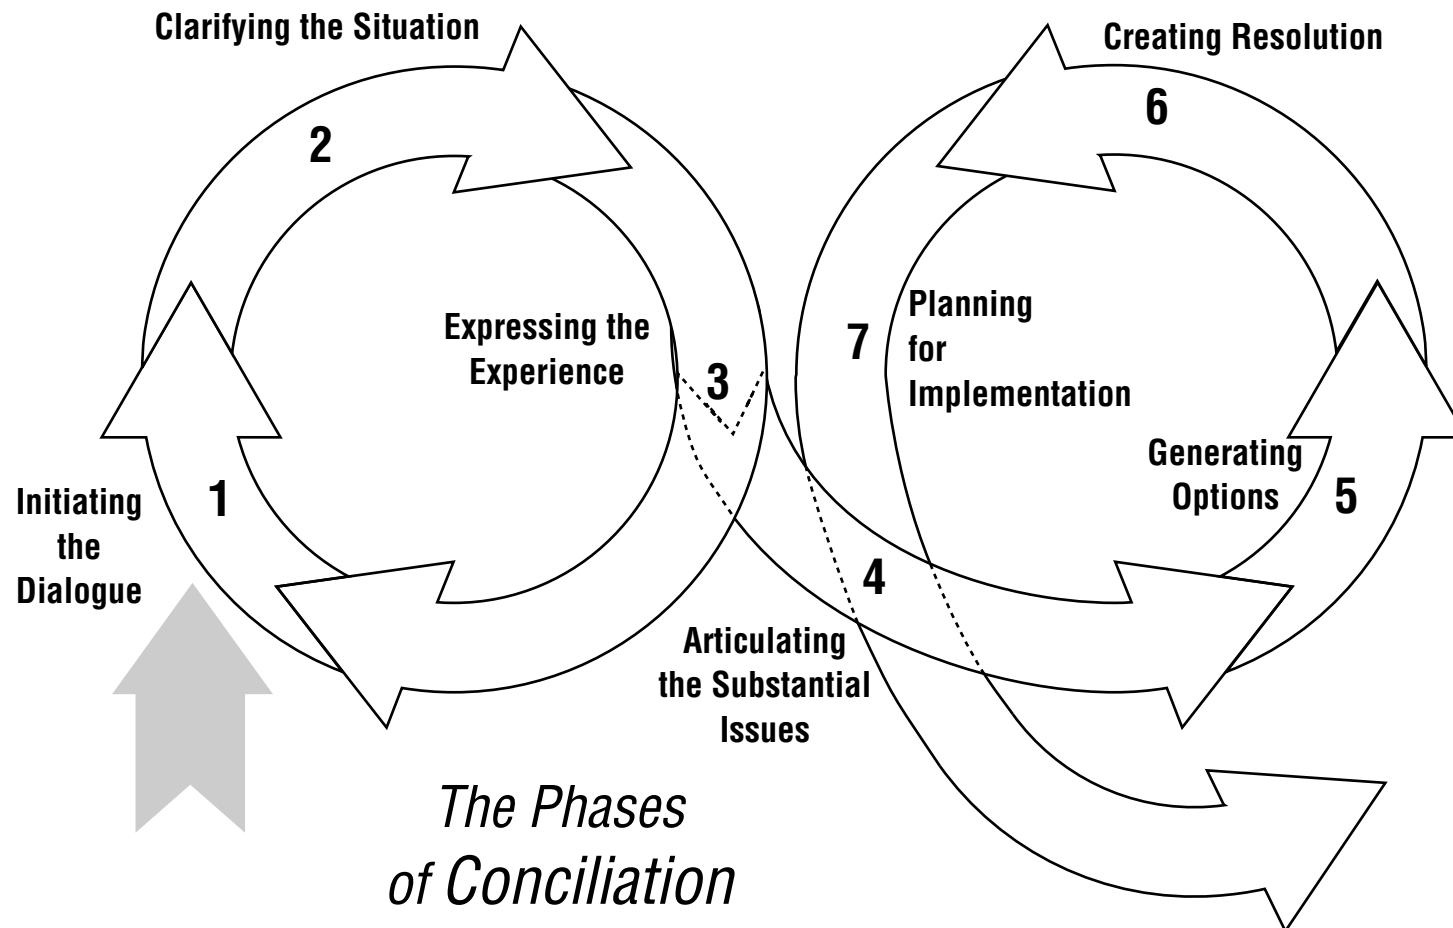 Clarifying the Situation
2
Expressing the
Experience
3
1
Initiating
the
Dialogue
Articulating
the Substantial
Issues
4
Generating
Options
5
Creating Resolution
6
7
Planning
for
Implementation
The Phases
of Conciliation